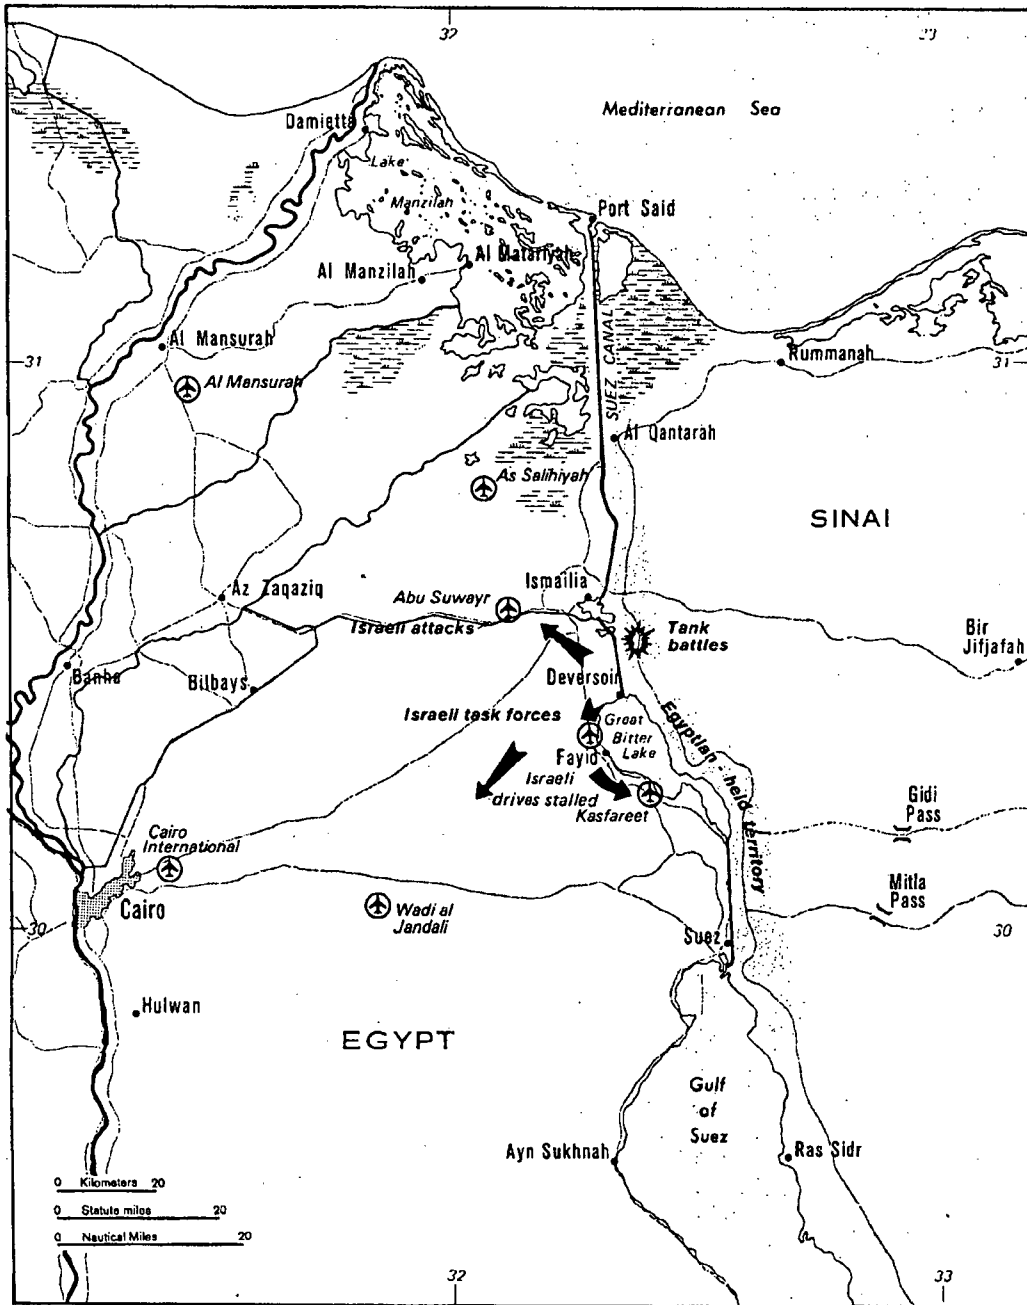 32
33
Mediterranean Sea
Damiette
Lake
Manzilah
Port Said
Al Matariyah
Al Manzilah
SUEZ CANAL
Al Mansurah
Rummanah
31
31
Al Mansurah
Al Qantarah
As Salihiyah
SINAI
Ismailia
Az Zaqaziq
Abu Suwayr
Israeli attacks
Tank
battles
Bir
Jifjafah
Banha
Bilbays
Deversoir
Israeli task forces
Great
Bitter
Lake
Egyptian-held territory
Fayid
Israeli
drives stalled
Kasfareet
Gidi
Pass
Cairo
International
Mitla
Pass
Cairo
Wadi al
Jandali
30
30
Suez
Hulwan
EGYPT
Gulf
of
Suez
Ayn Sukhnah
Ras Sidr
0 Kilometers 20
0 Statute miles 20
0 Nautical Miles 20
32
33